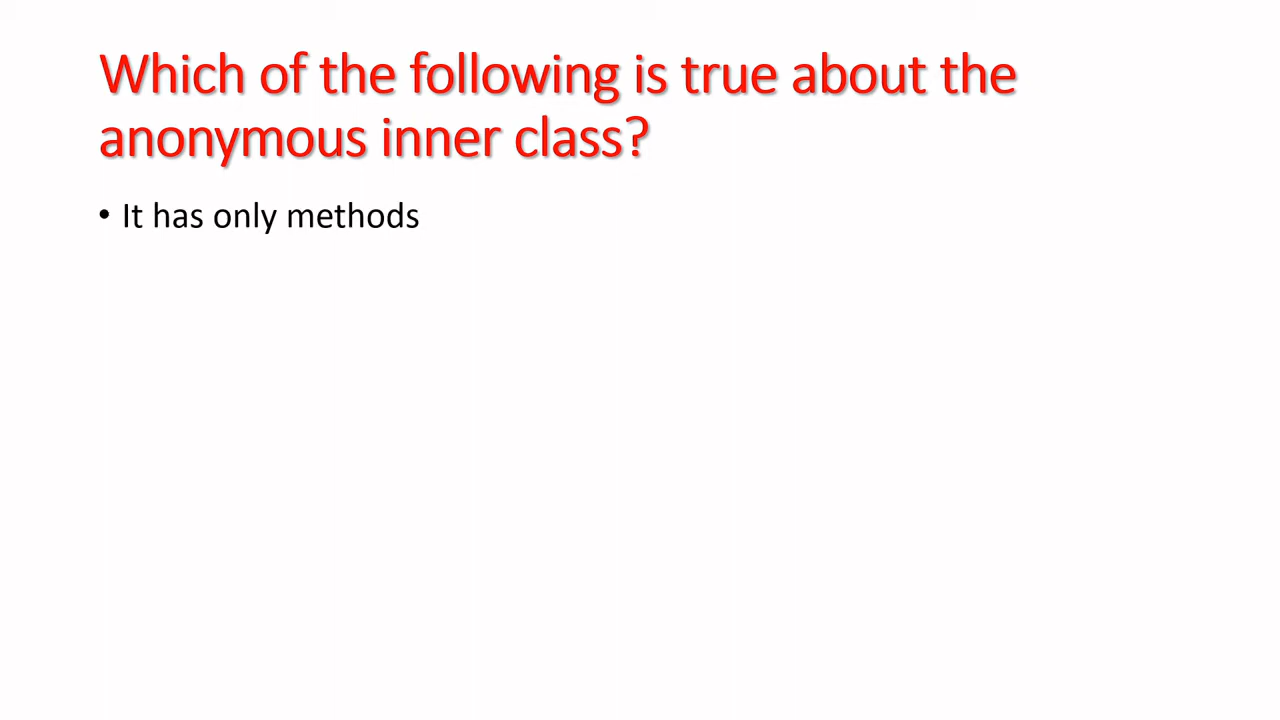 Which of the following is true about the
anonymous inner class?
• It has only methods